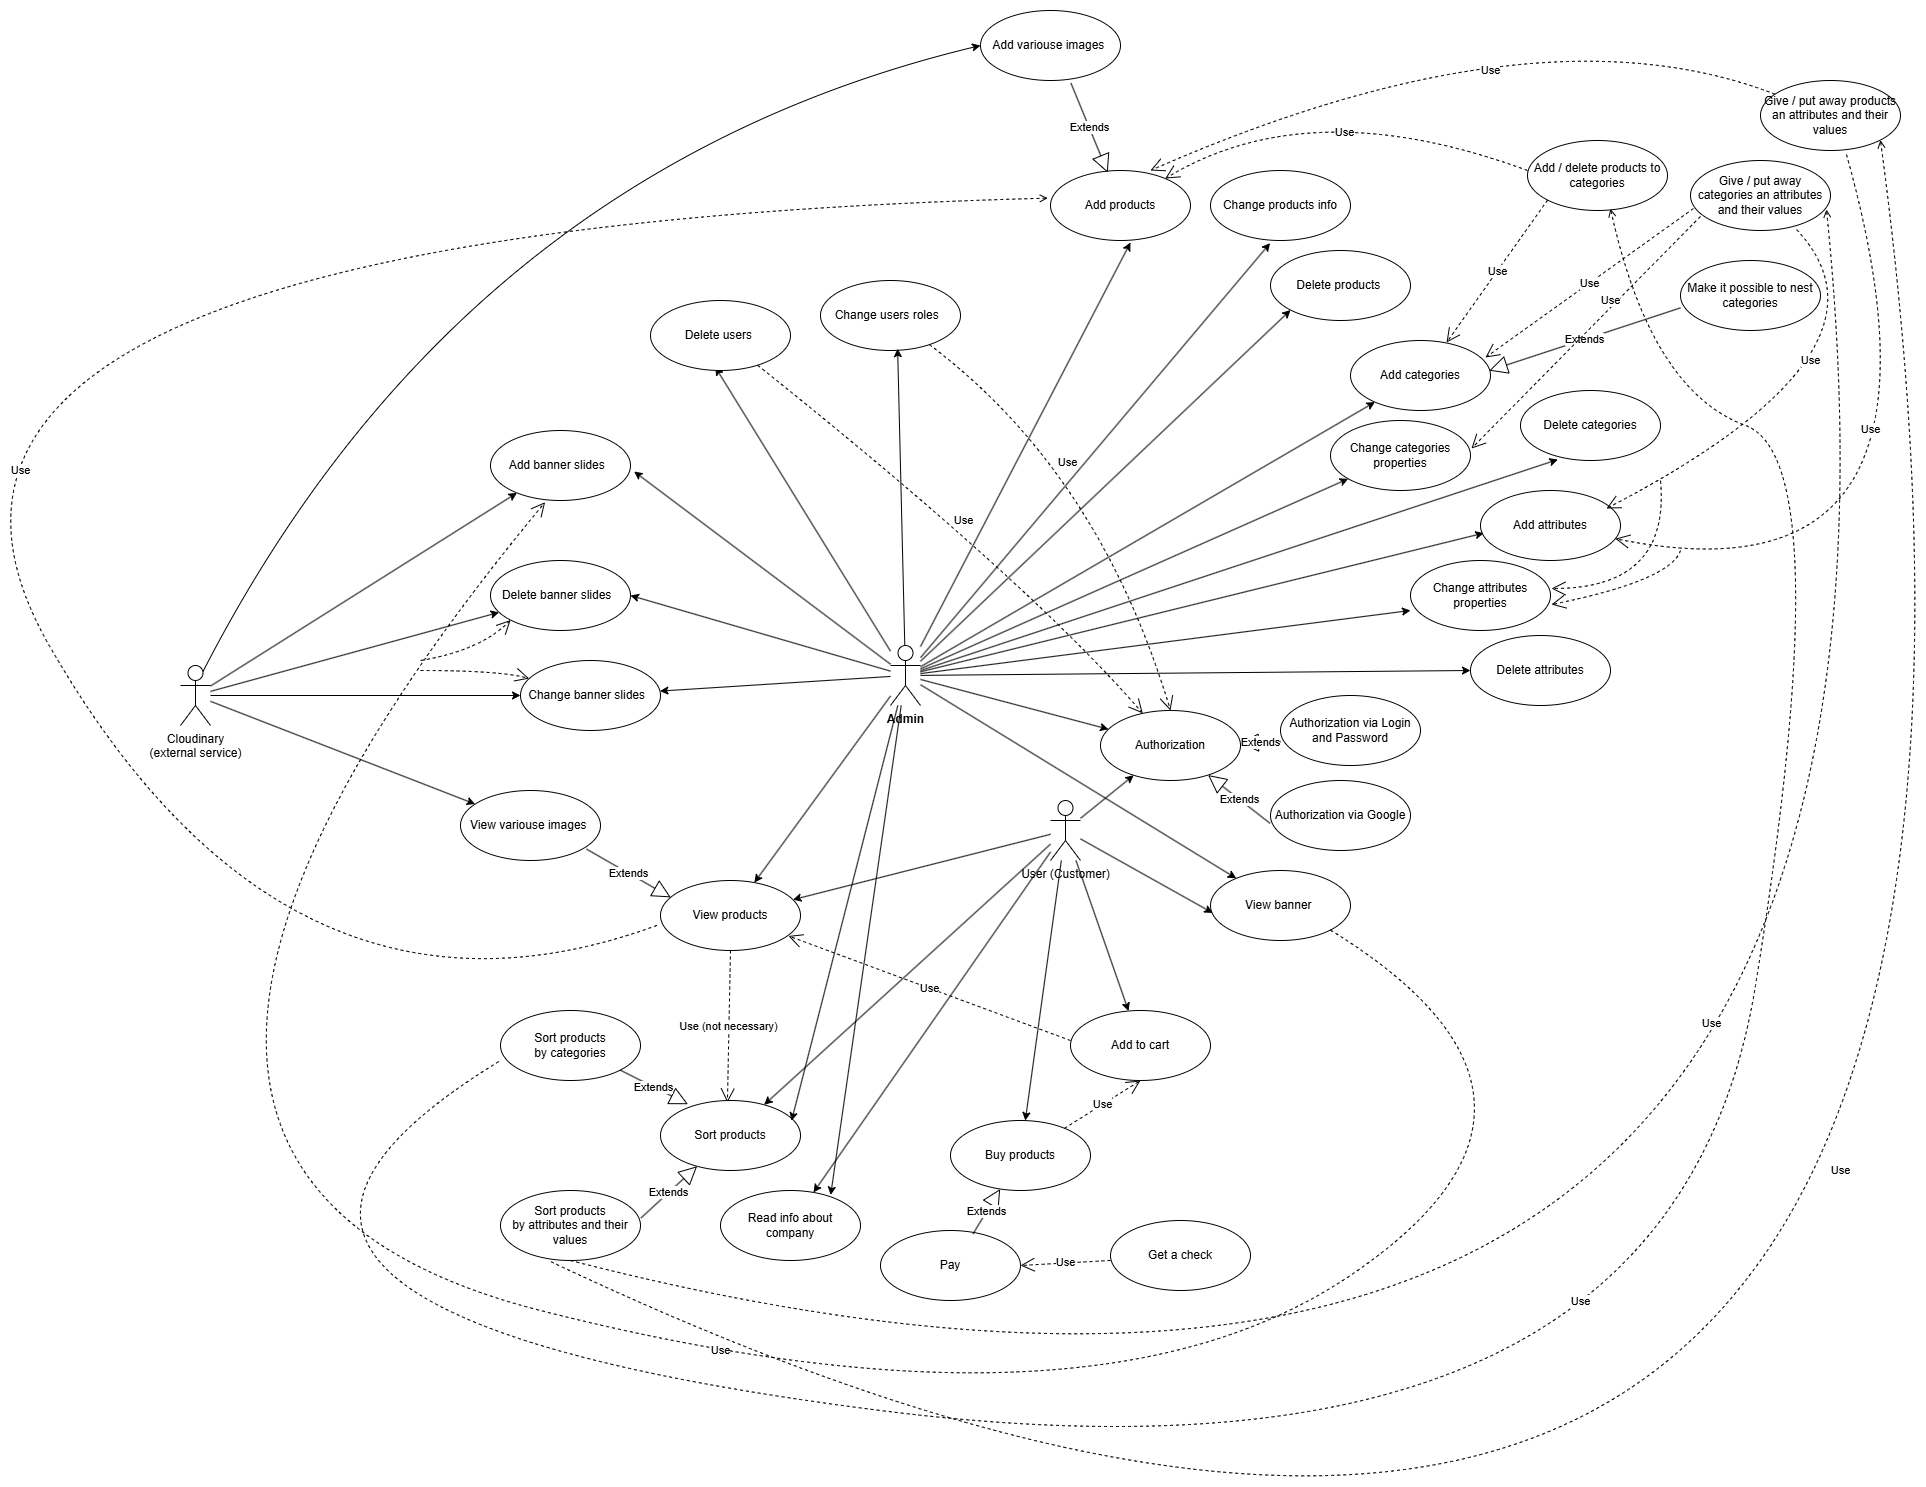 Add variouse images
Use
Give / put away products
an attributes and their
values
Extends
Use
Add / delete products to
categories
Give / put away
categories an attributes
and their values
Add products
Change products info
Use
Use
Delete products
Make it possible to nest
categories
Use
Change users roles
Delete users
Extends
Use
Add categories
Delete categories
Use
Change categories
properties
Use
Add banner slides
Use
Use
Add attributes
Delete banner slides
Change attributes
properties
Delete attributes
Change banner slides
Admin
Authorization via Login
and Password
Cloudinary
(external service)
Authorization
Extends
Extends
Authorization via Google
View variouse images
Extends
User (Customer)
View products
View banner
Use
Use (not necessary)
Use
Sort products
by categories
Add to cart
Extends
Use
Sort products
Buy products
Use
Extends
Sort products
by attributes and their
values
Read info about
company
Extends
Pay
Use
Get a check
Use
Use